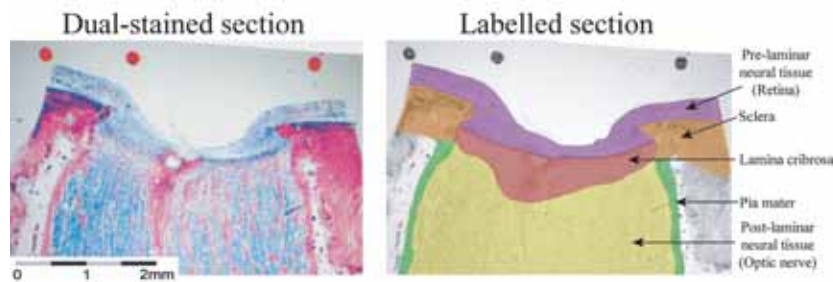 Dual-stained section
Labelled section
Pre-laminar
neural tissue
(Retina)
Sclera
Lamina cribrosa
Pia mater
Post-laminar
neural tissue
(Optic nerve)
0 1 2mm